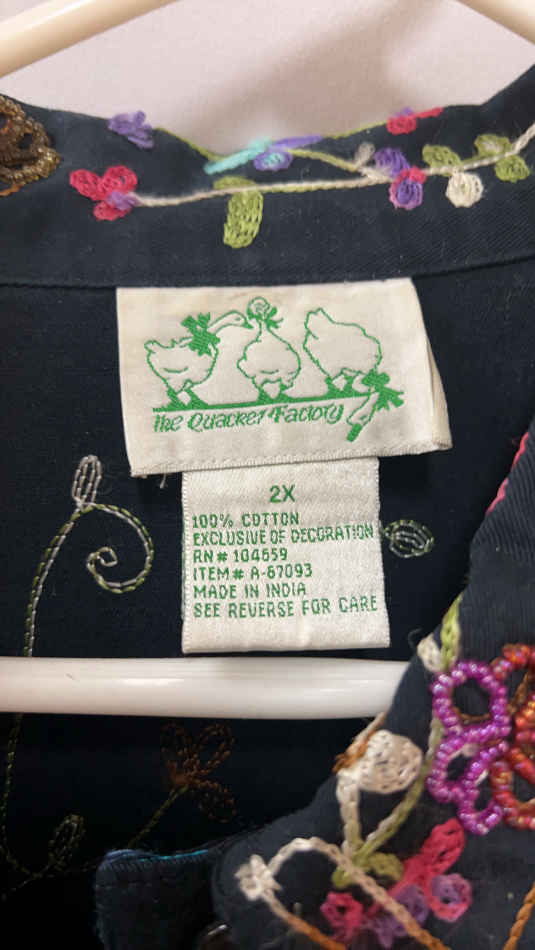 the Quacker Factory
2X
100% COTTON
EXCLUSIVE OF DECORATION
RN# 104659
ITEM# A-67093
MADE IN INDIA
SEE REVERSE FOR CARE